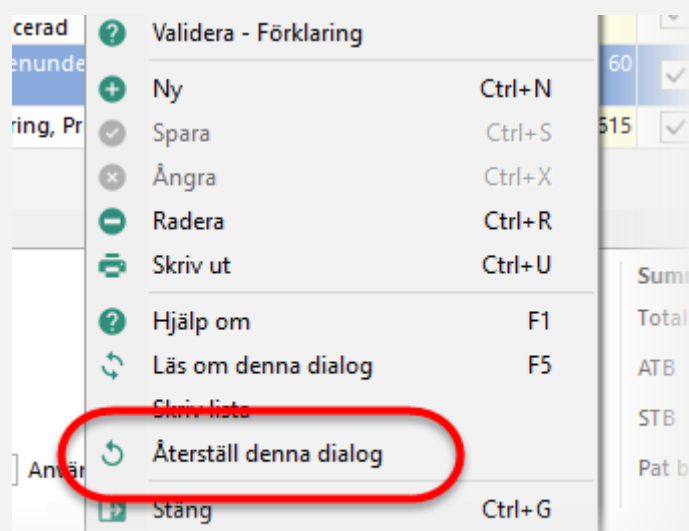 cerad
Validera - Förklaring
enunde
60
Ny Ctrl+N
ring, Pr
515
Spara Ctrl+S
Ångra Ctrl+X
Radera Ctrl+R
Skriv ut Ctrl+U
Sum
Hjälp om F1
Total
Läs om denna dialog F5
ATB
Skriv lista
STB
Återställ denna dialog
Använ
Pat b
Stäng Ctrl+G